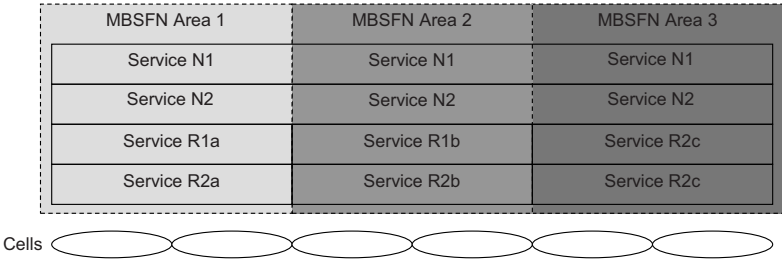 MBSFN Area 1 MBSFN Area 2 MBSFN Area 3
Service N1 Service N1 Service N1
Service N2 Service N2 Service N2
Service R1a Service R1b Service R2c
Service R2a Service R2b Service R2c
Cells